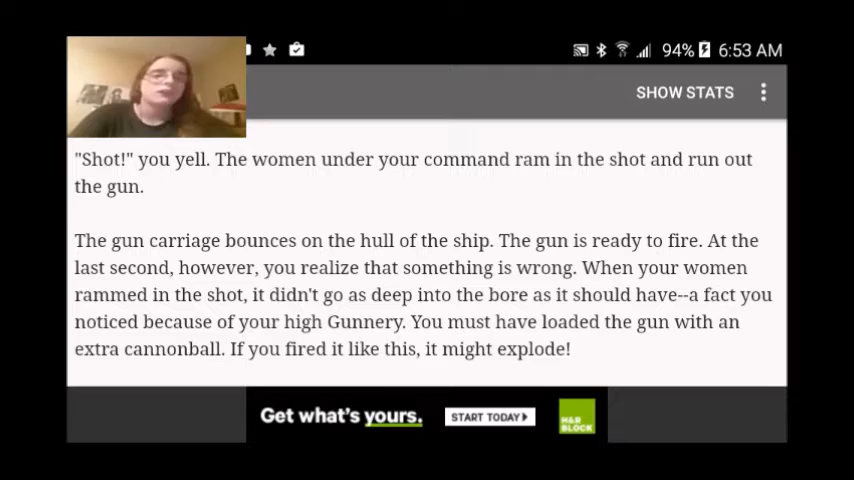 94% 6:53 AM
SHOW STATS
"Shot!" you yell. The women under your command ram in the shot and run out
the gun.
The gun carriage bounces on the hull of the ship. The gun is ready to fire. At the
last second, however, you realize that something is wrong. When your women
rammed in the shot, it didn't go as deep into the bore as it should have--a fact you
noticed because of your high Gunnery. You must have loaded the gun with an
extra cannonball. If you fired it like this, it might explode!
Get what's yours. START TODAY H&R
BLOCK